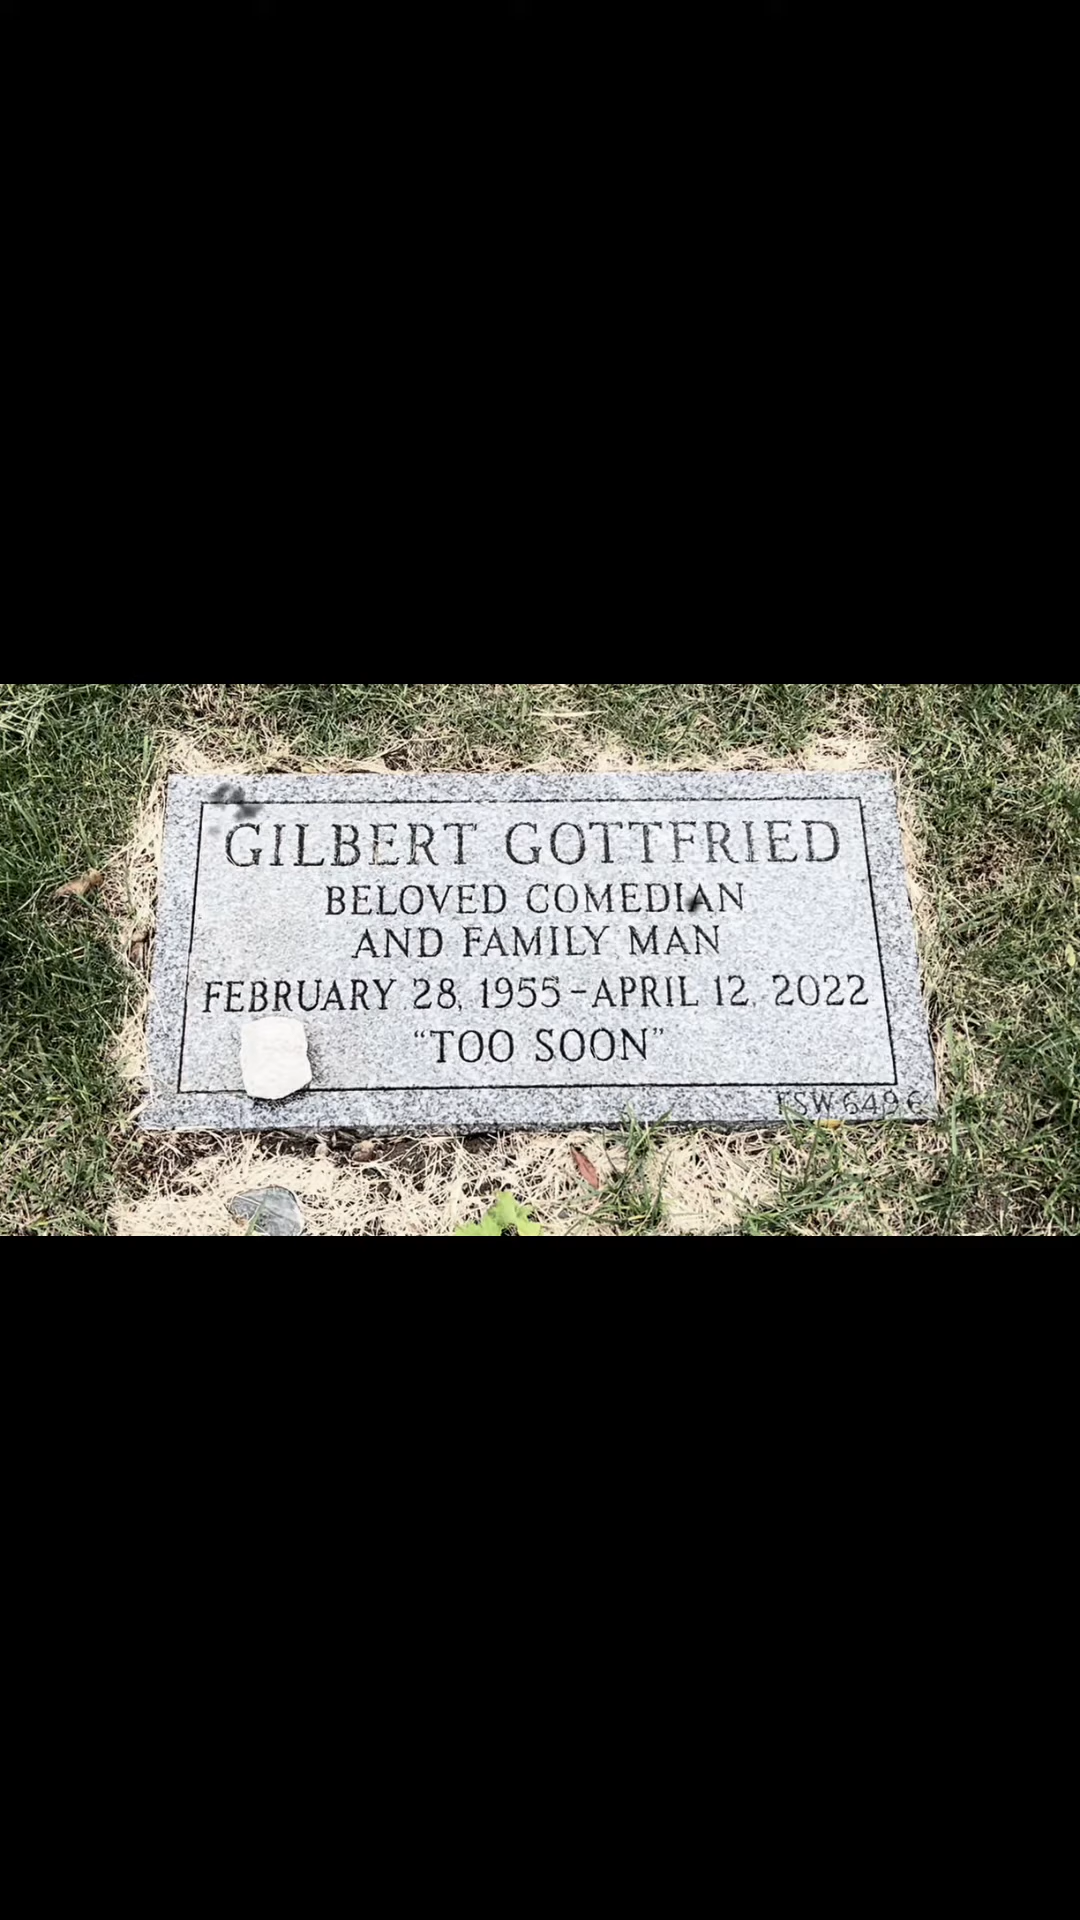 GILBERT GOTTFRIED
BELOVED COMEDIAN
AND FAMILY MAN
FEBRUARY 28, 1955-APRIL 12, 2022
"TOO SOON"